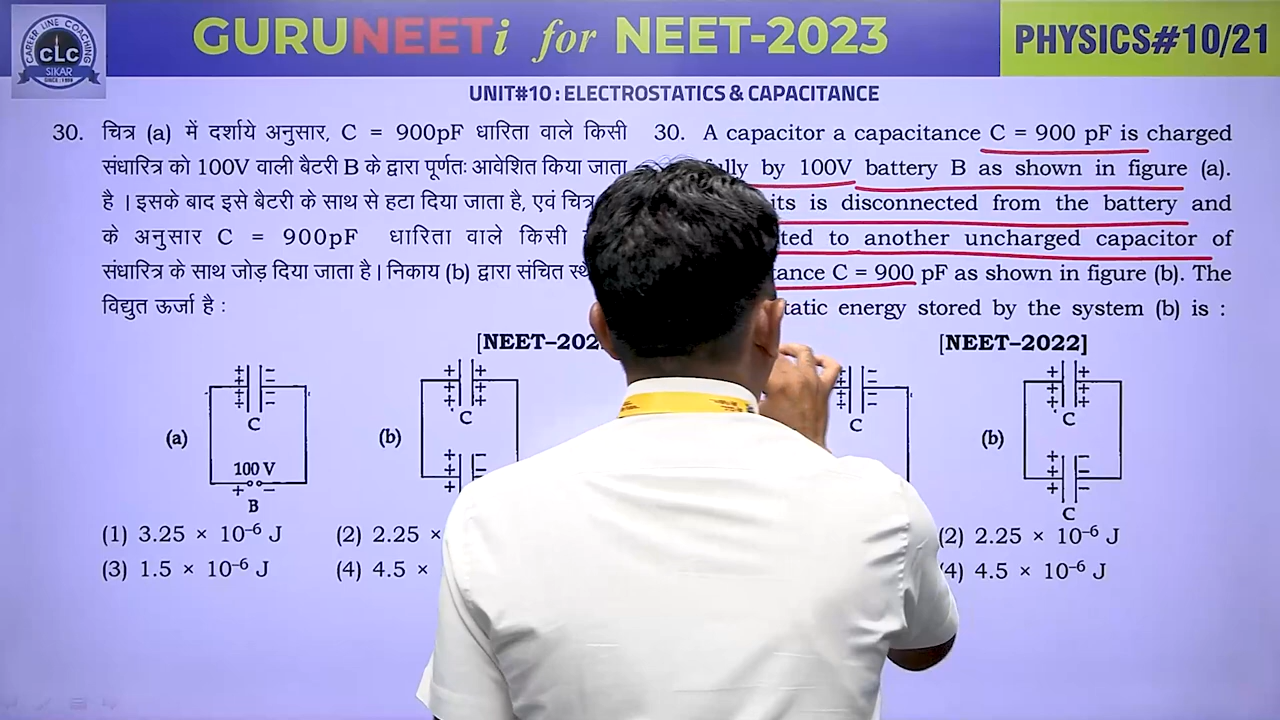 GURUNEETi for NEET-2023
PHYSICS#10/21
CAREER LINE COACHING
CLC
SIKAR
SINCE : 1996
UNIT#10 : ELECTROSTATICS & CAPACITANCE
30. चित्र (a) में दर्शाये अनुसार, C = 900pF धारिता वाले किसी
संधारित्र को 100V वाली बैटरी B के द्वारा पूर्णतः आवेशित किया जाता
है । इसके बाद इसे बैटरी के साथ से हटा दिया जाता है, एवं चित्र
के अनुसार C = 900pF धारिता वाले किसी
संधारित्र के साथ जोड़ दिया जाता है। निकाय (b) द्वारा संचित
विद्युत ऊर्जा है :
[NEET–202
(a)
+ + + + – – –
C
100 V
+ –
B
(b)
+ + + + + + +
C
+ + + – –
(1) 3.25 × 10–6 J
(2) 2.25 ×
(3) 1.5 × 10–6 J
(4) 4.5 ×
30. A capacitor a capacitance C = 900 pF is charged
by 100V battery B as shown in figure (a).
its is disconnected from the battery and
to another uncharged capacitor of
C = 900 pF as shown in figure (b). The
energy stored by the system (b) is :
[NEET–2022]
+ + + – – –
C
(b)
+ + + + + + +
C
+ + + + – – –
C
(2) 2.25 × 10–6 J
(4) 4.5 × 10–6 J